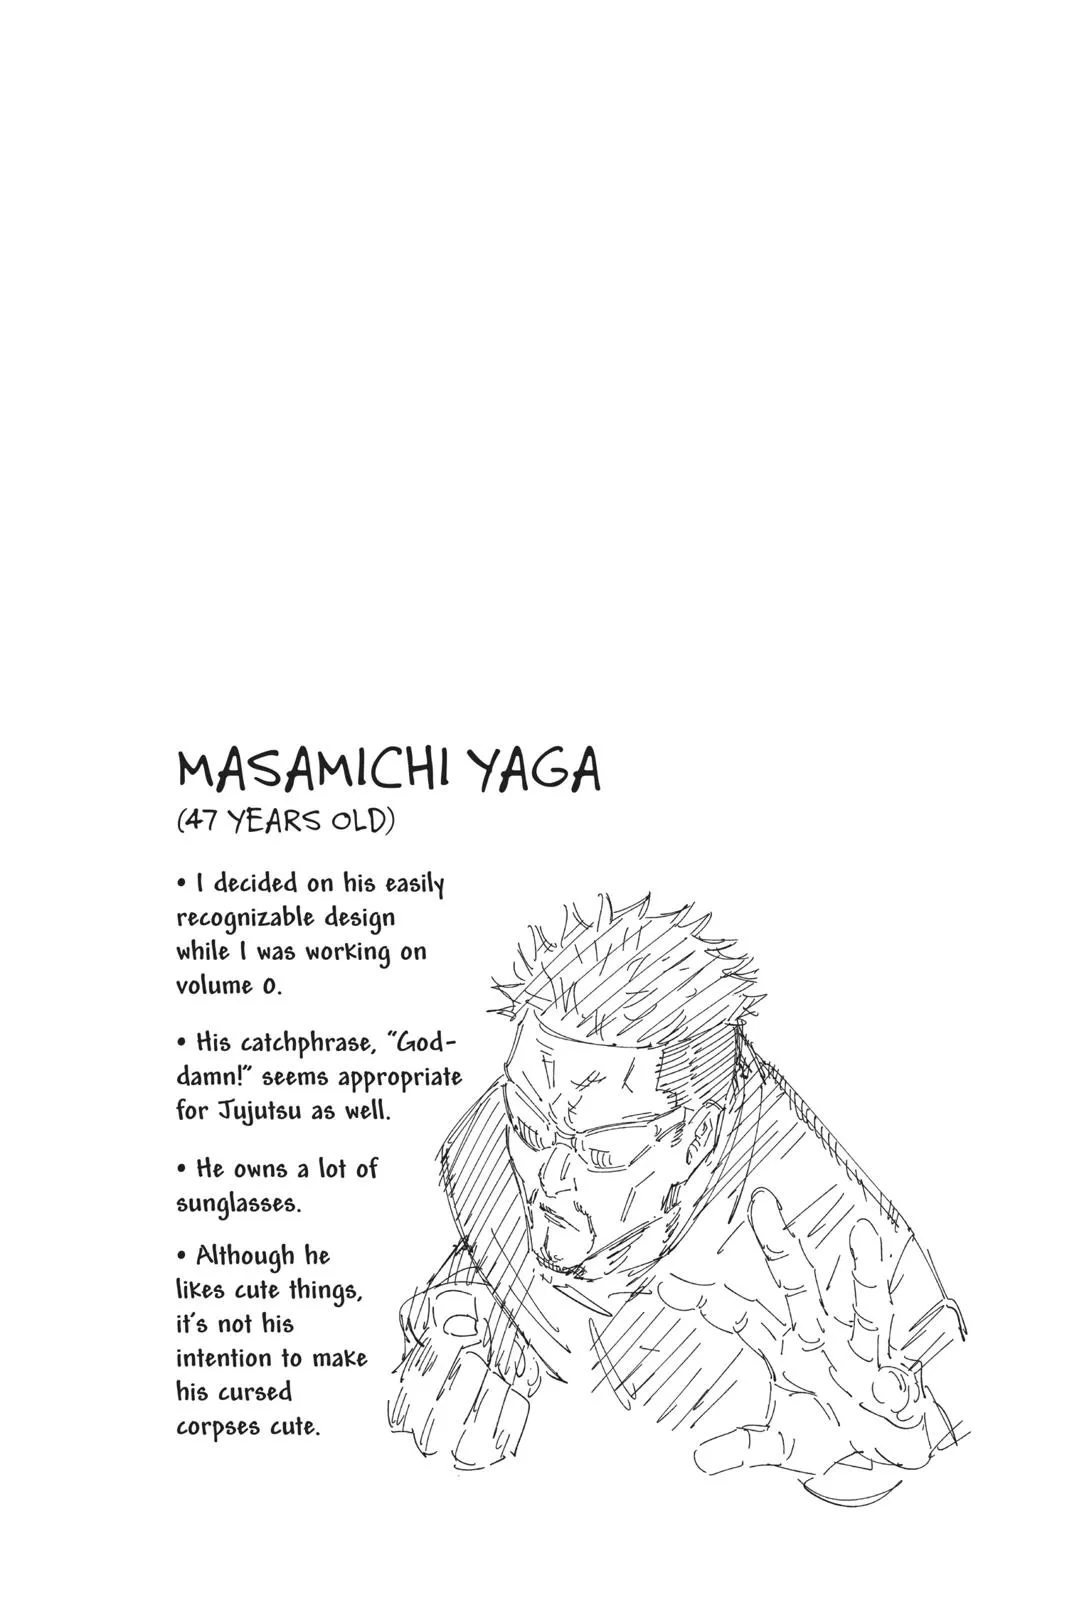 MASAMICHI YAGA
(47 YEARS OLD)
• I decided on his easily
recognizable design
while I was working on
volume 0.
• His catchphrase, "God-
damn!" seems appropriate
for Jujutsu as well.
• He owns a lot of
sunglasses.
• Although he
likes cute things,
it's not his
intention to make
his cursed
corpses cute.